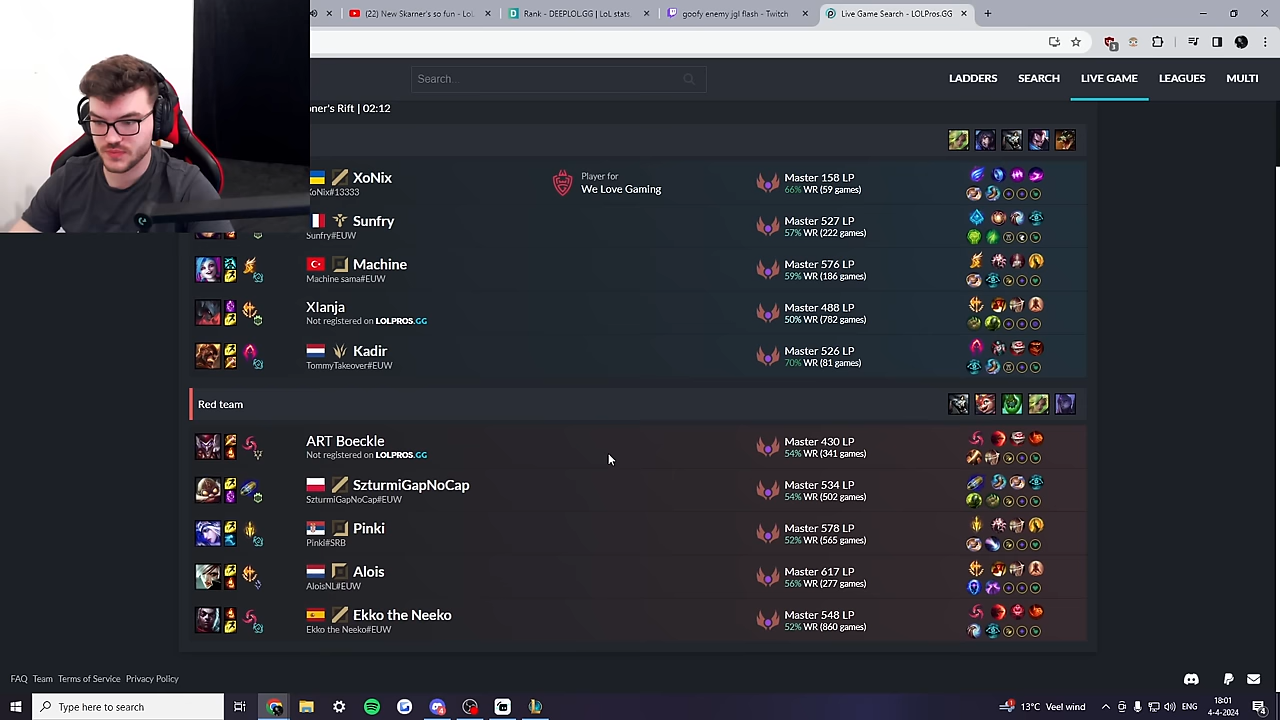 (22) New Skarner's so fun - Lo
Rank - DEEPLOL.GG | LoL stats
goofy enemy jgl flash - Twitch
Live Game Search - LOLPros.GG
3
Search...
LADDERS
SEARCH
LIVE GAME
LEAGUES
MULTI
oner's Rift | 02:12
XoNix
XoNix#13333
Player for
We Love Gaming
Master 158 LP
66% WR (59 games)
Sunfry
Sunfry#EUW
Master 527 LP
57% WR (222 games)
Machine
Machine sama#EUW
Master 576 LP
59% WR (186 games)
Xlanja
Not registered on LOLPROS.GG
Master 488 LP
50% WR (782 games)
Kadir
TommyTakeover#EUW
Master 526 LP
70% WR (81 games)
Red team
ART Boeckle
Not registered on LOLPROS.GG
Master 430 LP
54% WR (341 games)
SzturmiGapNoCap
SzturmiGapNoCap#EUW
Master 534 LP
54% WR (502 games)
Pinki
Pinki#SRB
Master 578 LP
52% WR (565 games)
Alois
AloisNL#EUW
Master 617 LP
56% WR (277 games)
Ekko the Neeko
Ekko the Neeko#EUW
Master 548 LP
52% WR (860 games)
FAQ Team Terms of Service Privacy Policy
Type here to search
13°C Veel wind
ENG
18:01
4-4-2024